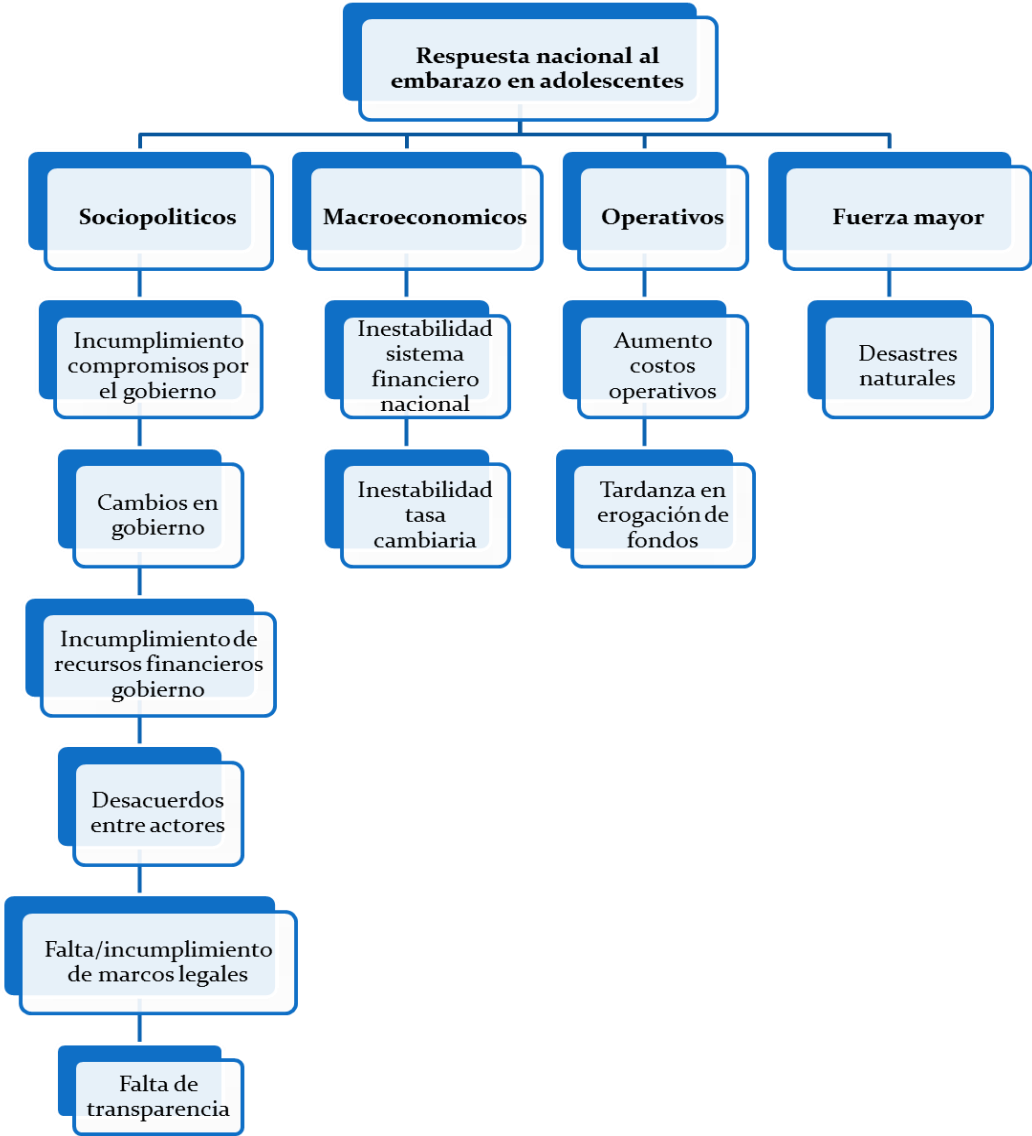 Respuesta nacional al
embarazo en adolescentes
Sociopoliticos
Macroeconomicos
Operativos
Fuerza mayor
Incumplimiento
compromisos por
el gobierno
Inestabilidad
sistema
financiero
nacional
Aumento
costos
operativos
Desastres
naturales
Cambios en
gobierno
Inestabilidad
tasa
cambiaria
Tardanza en
erogación de
fondos
Incumplimiento de
recursos financieros
gobierno
Desacuerdos
entre actores
Falta/incumplimiento
de marcos legales
Falta de
transparencia